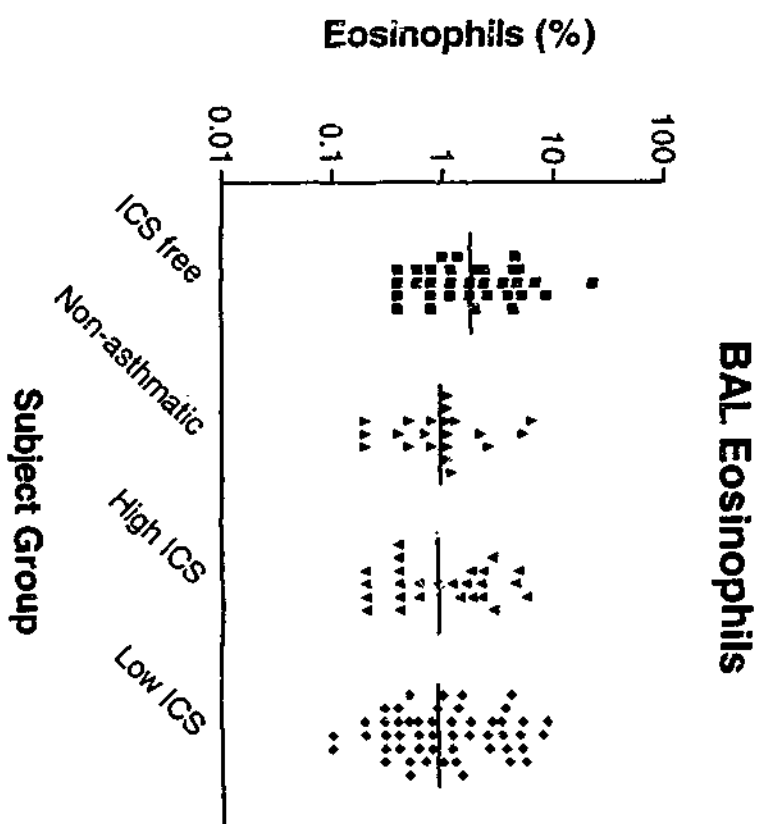 BAL Eosinophils
Eosinophils (%)
100
10
1
0.1
0.01
ICS free
Non-asthmatic
High ICS
Low ICS
Subject Group